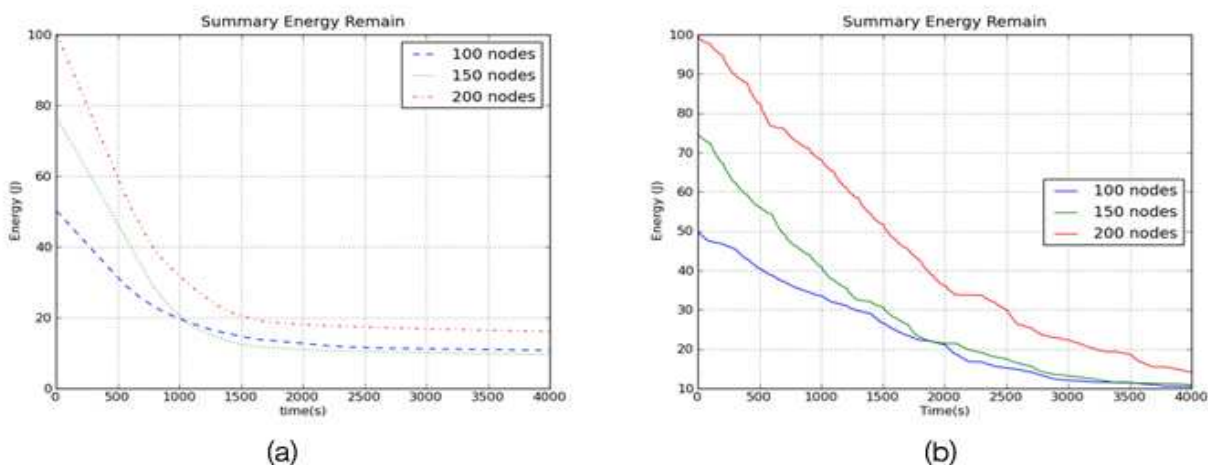 Summary Energy Remain
100
80
60
40
20
0
Energy (J)
100 nodes
150 nodes
200 nodes
0 500 1000 1500 2000 2500 3000 3500 4000
time(s)
(a)
Summary Energy Remain
100
90
80
70
60
50
40
30
20
10
Energy (J)
100 nodes
150 nodes
200 nodes
0 500 1000 1500 2000 2500 3000 3500 4000
Time(s)
(b)